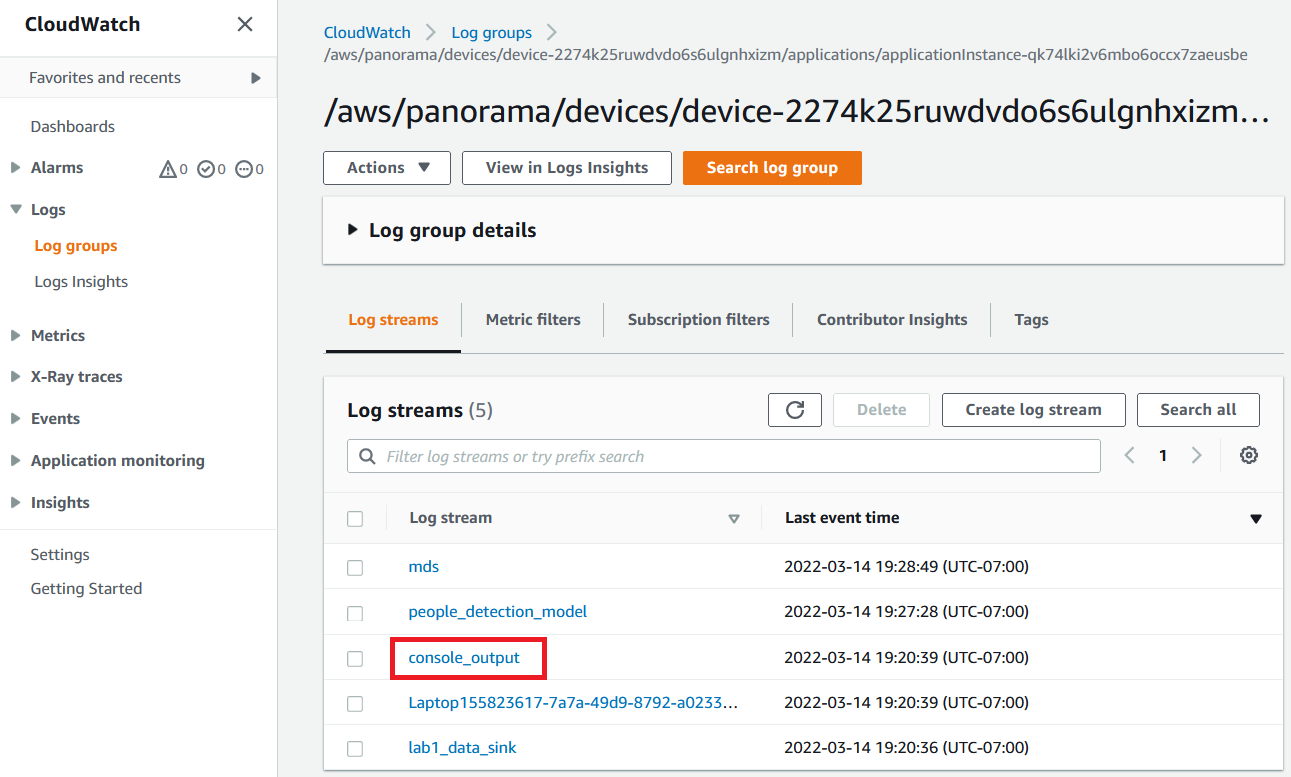 CloudWatch
Favorites and recents
Dashboards
Alarms 0 0 0
Logs
Log groups
Logs Insights
Metrics
X-Ray traces
Events
Application monitoring
Insights
Settings
Getting Started
CloudWatch Log groups
/aws/panorama/devices/device-2274k25ruwdvdo6s6ulgnhxizm/applications/applicationInstance-qk74lki2v6mbo6occx7zaeusbe
/aws/panorama/devices/device-2274k25ruwdvdo6s6ulgnhxizm...
Actions View in Logs Insights Search log group
Log group details
Log streams Metric filters Subscription filters Contributor Insights Tags
Log streams (5) Delete Create log stream Search all
Filter log streams or try prefix search 1
Log stream Last event time
mds 2022-03-14 19:28:49 (UTC-07:00)
people_detection_model 2022-03-14 19:27:28 (UTC-07:00)
console_output 2022-03-14 19:20:39 (UTC-07:00)
Laptop155823617-7a7a-49d9-8792-a0233... 2022-03-14 19:20:39 (UTC-07:00)
lab1_data_sink 2022-03-14 19:20:36 (UTC-07:00)